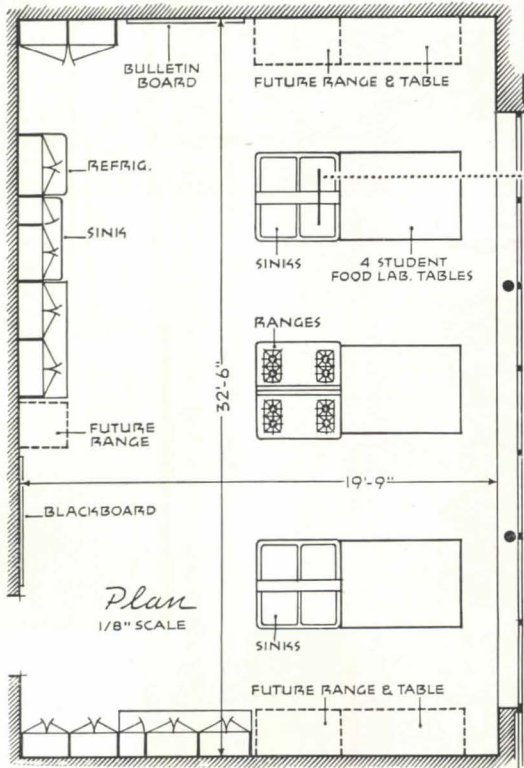 BULLETIN
BOARD
FUTURE RANGE & TABLE
REFRIG.
SINK
SINKS
4 STUDENT
FOOD LAB. TABLES
RANGES
32'-6"
FUTURE
RANGE
19'-9"
BLACKBOARD
Plan
1/8" SCALE
SINKS
FUTURE RANGE & TABLE